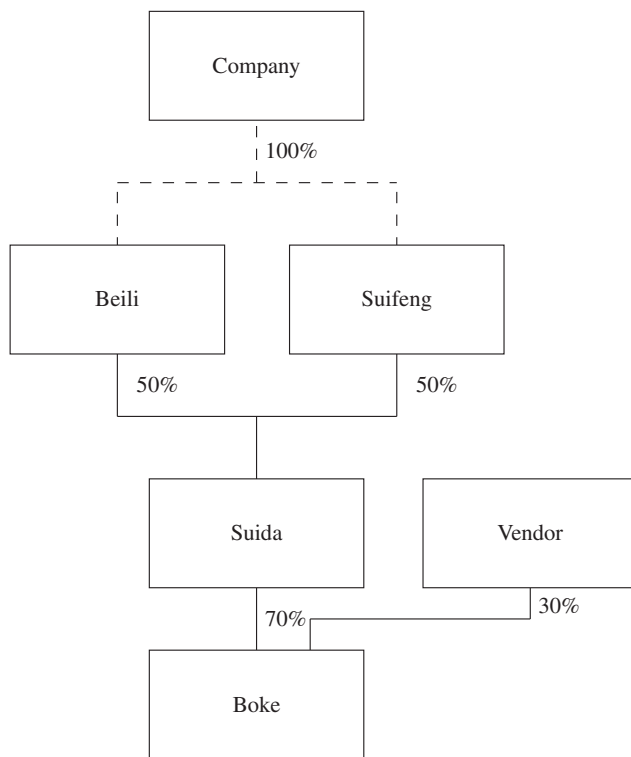 Company
100%
Beili
Suifeng
50%
50%
Suida
Vendor
70%
30%
Boke